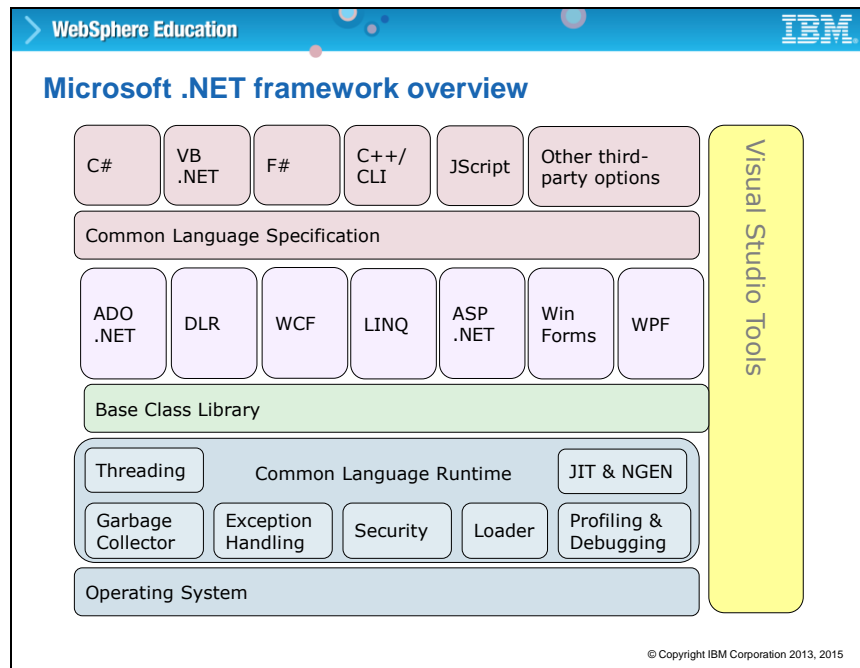 WebSphere Education
IBM
Microsoft .NET framework overview
C#
VB
.NET
F#
C++/
CLI
JScript
Other third-
party options
Common Language Specification
ADO
.NET
DLR
WCF
LINQ
ASP
.NET
Win
Forms
WPF
Base Class Library
Threading
Common Language Runtime
JIT & NGEN
Garbage
Collector
Exception
Handling
Security
Loader
Profiling &
Debugging
Operating System
Visual Studio Tools
© Copyright IBM Corporation 2013, 2015